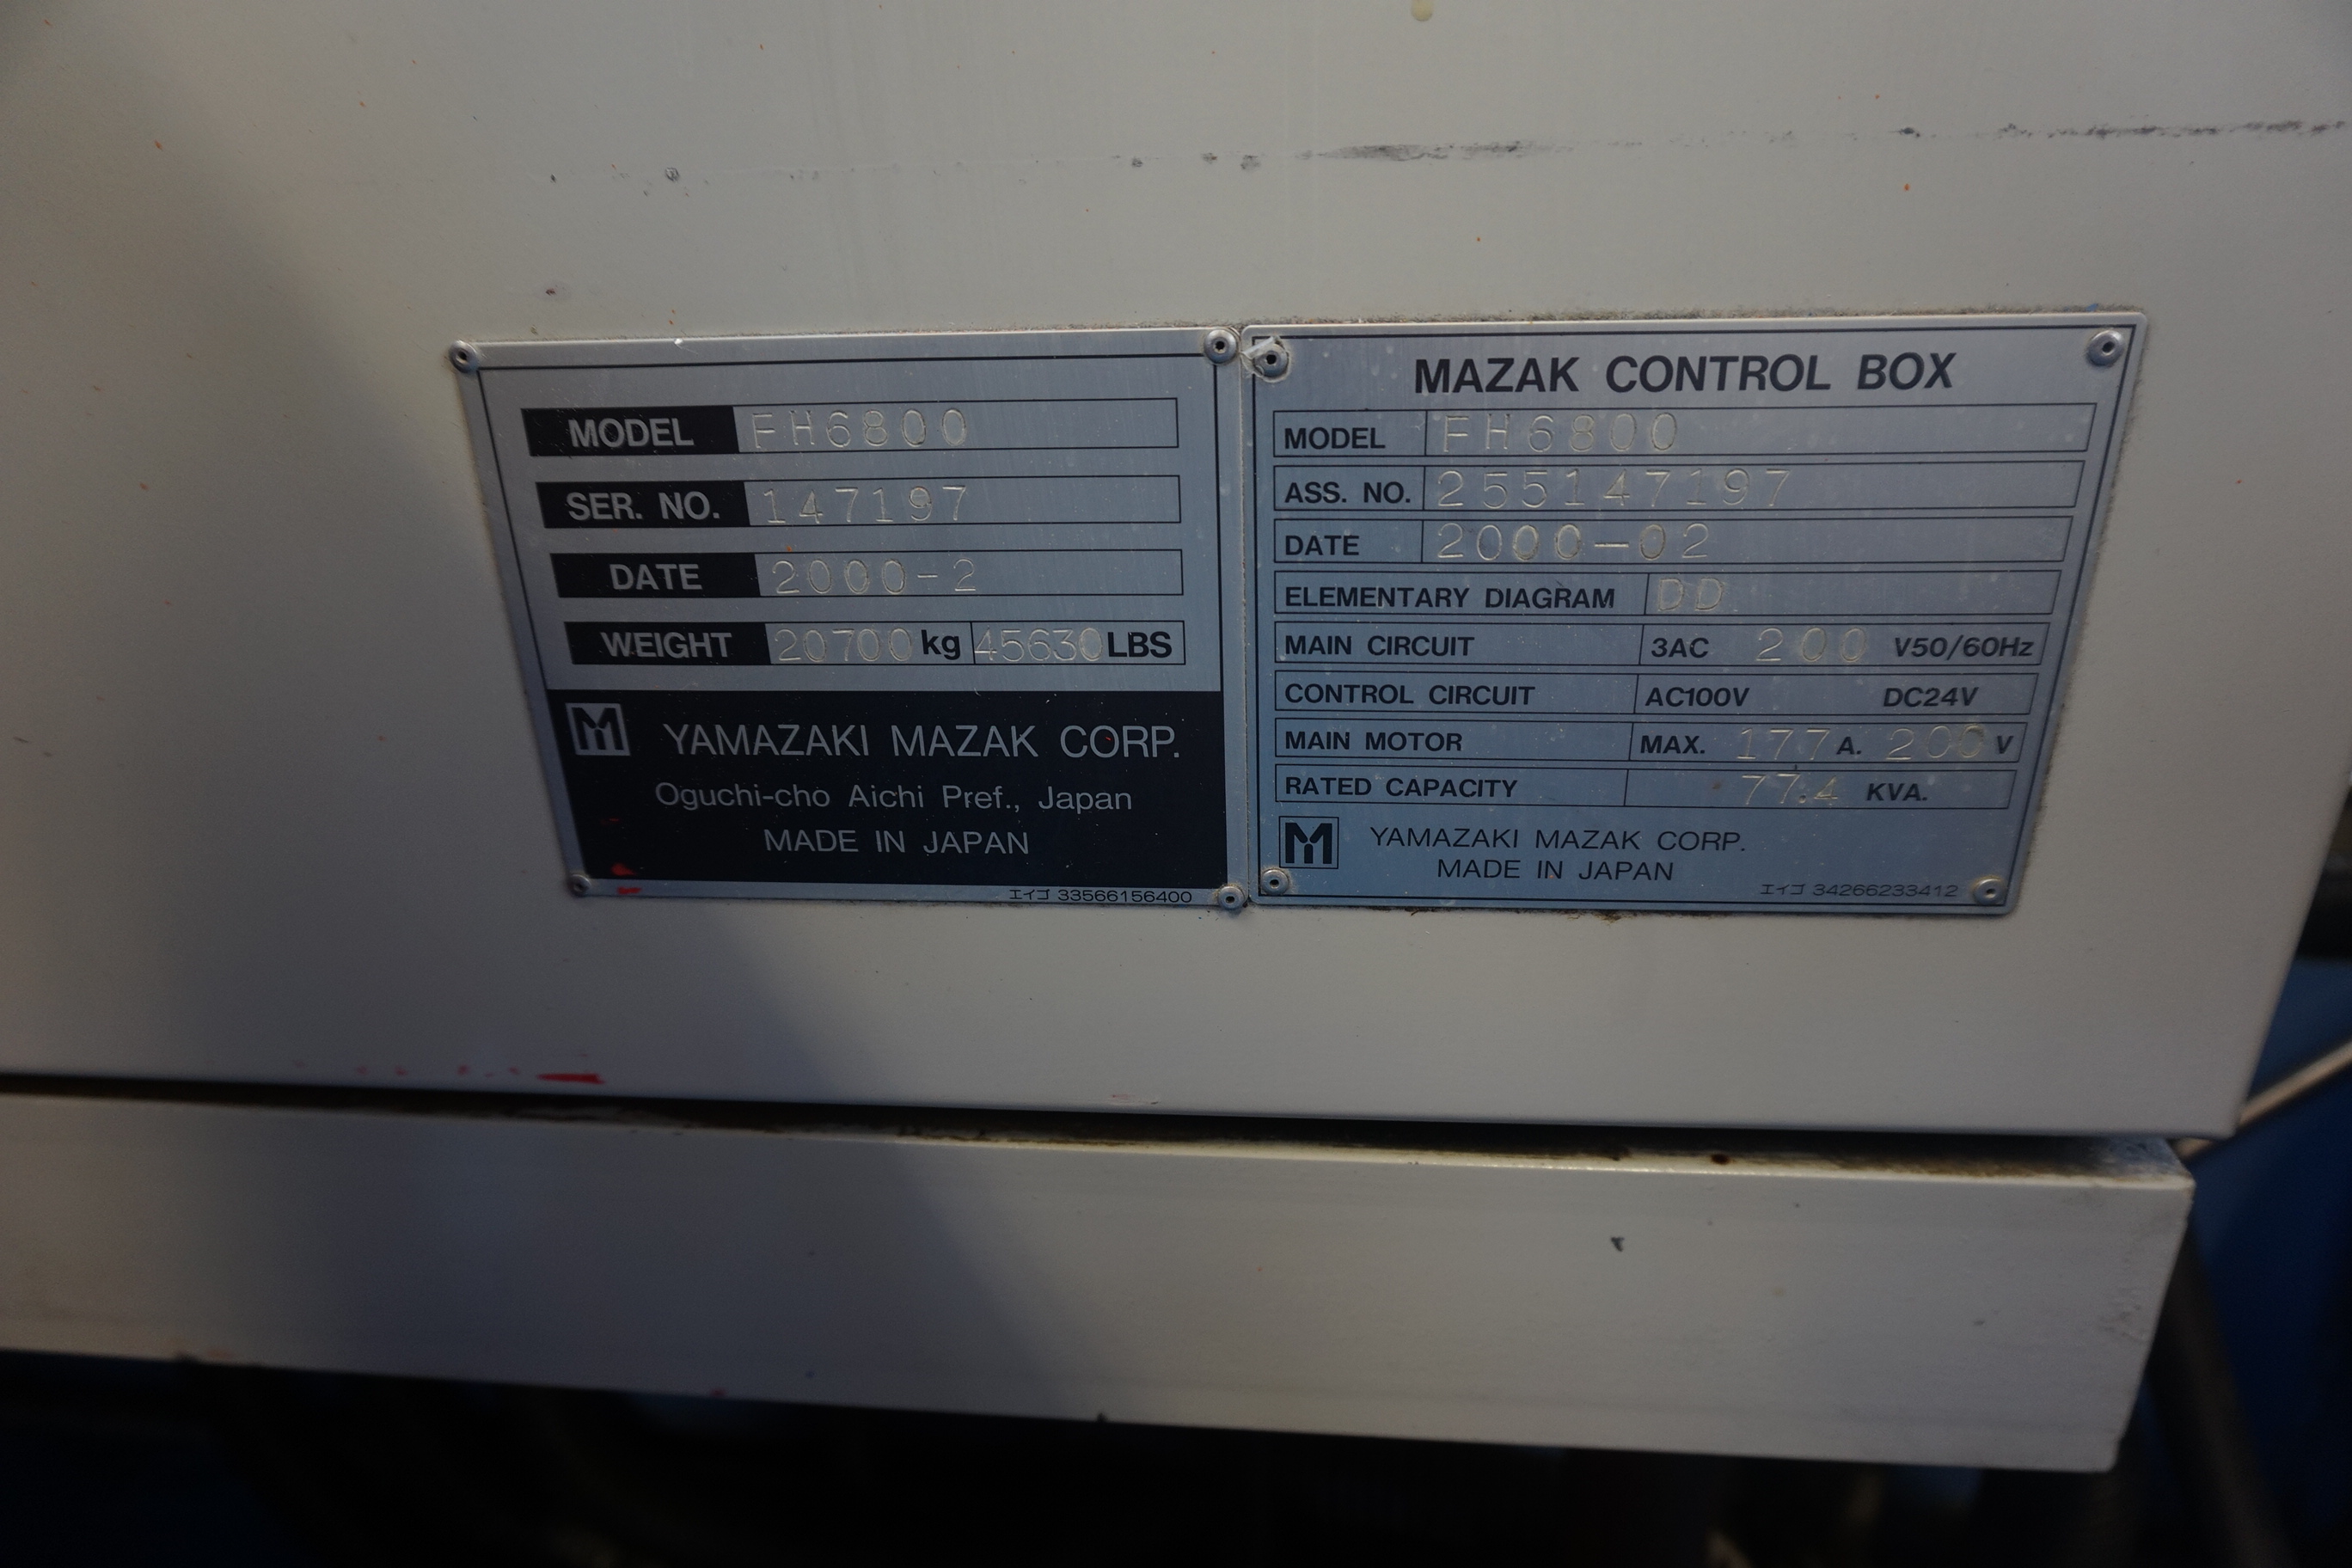 MODEL FH6800
SER. NO. 147197
DATE 2000-2
WEIGHT 20700 kg 45630 LBS
YAMAZAKI MAZAK CORP.
Oguchi-cho Aichi Pref., Japan
MADE IN JAPAN
エイゴ 33566156400
MAZAK CONTROL BOX
MODEL FH6800
ASS. NO. 255147197
DATE 2000-02
ELEMENTARY DIAGRAM DD
MAIN CIRCUIT 3AC 200 V50/60Hz
CONTROL CIRCUIT AC100V DC24V
MAIN MOTOR MAX. 177 A. 200 V
RATED CAPACITY 77.4 KVA.
YAMAZAKI MAZAK CORP.
MADE IN JAPAN
エイゴ 34266233412